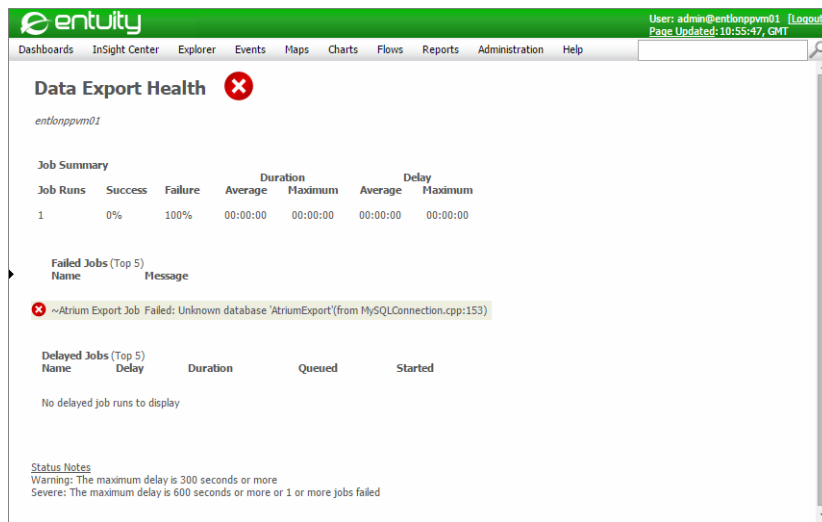 entuity
User: admin@entlonppvm01 [Logout
Page Updated: 10:55:47, GMT
Dashboards InSight Center Explorer Events Maps Charts Flows Reports Administration Help
Data Export Health
entlonppvm01
Job Summary
Duration Delay
Job Runs Success Failure Average Maximum Average Maximum
1 0% 100% 00:00:00 00:00:00 00:00:00 00:00:00
Failed Jobs (Top 5)
Name Message
~Atrium Export Job Failed: Unknown database 'AtriumExport'(from MySQLConnection.cpp:153)
Delayed Jobs (Top 5)
Name Delay Duration Queued Started
No delayed job runs to display
Status Notes
Warning: The maximum delay is 300 seconds or more
Severe: The maximum delay is 600 seconds or more or 1 or more jobs failed